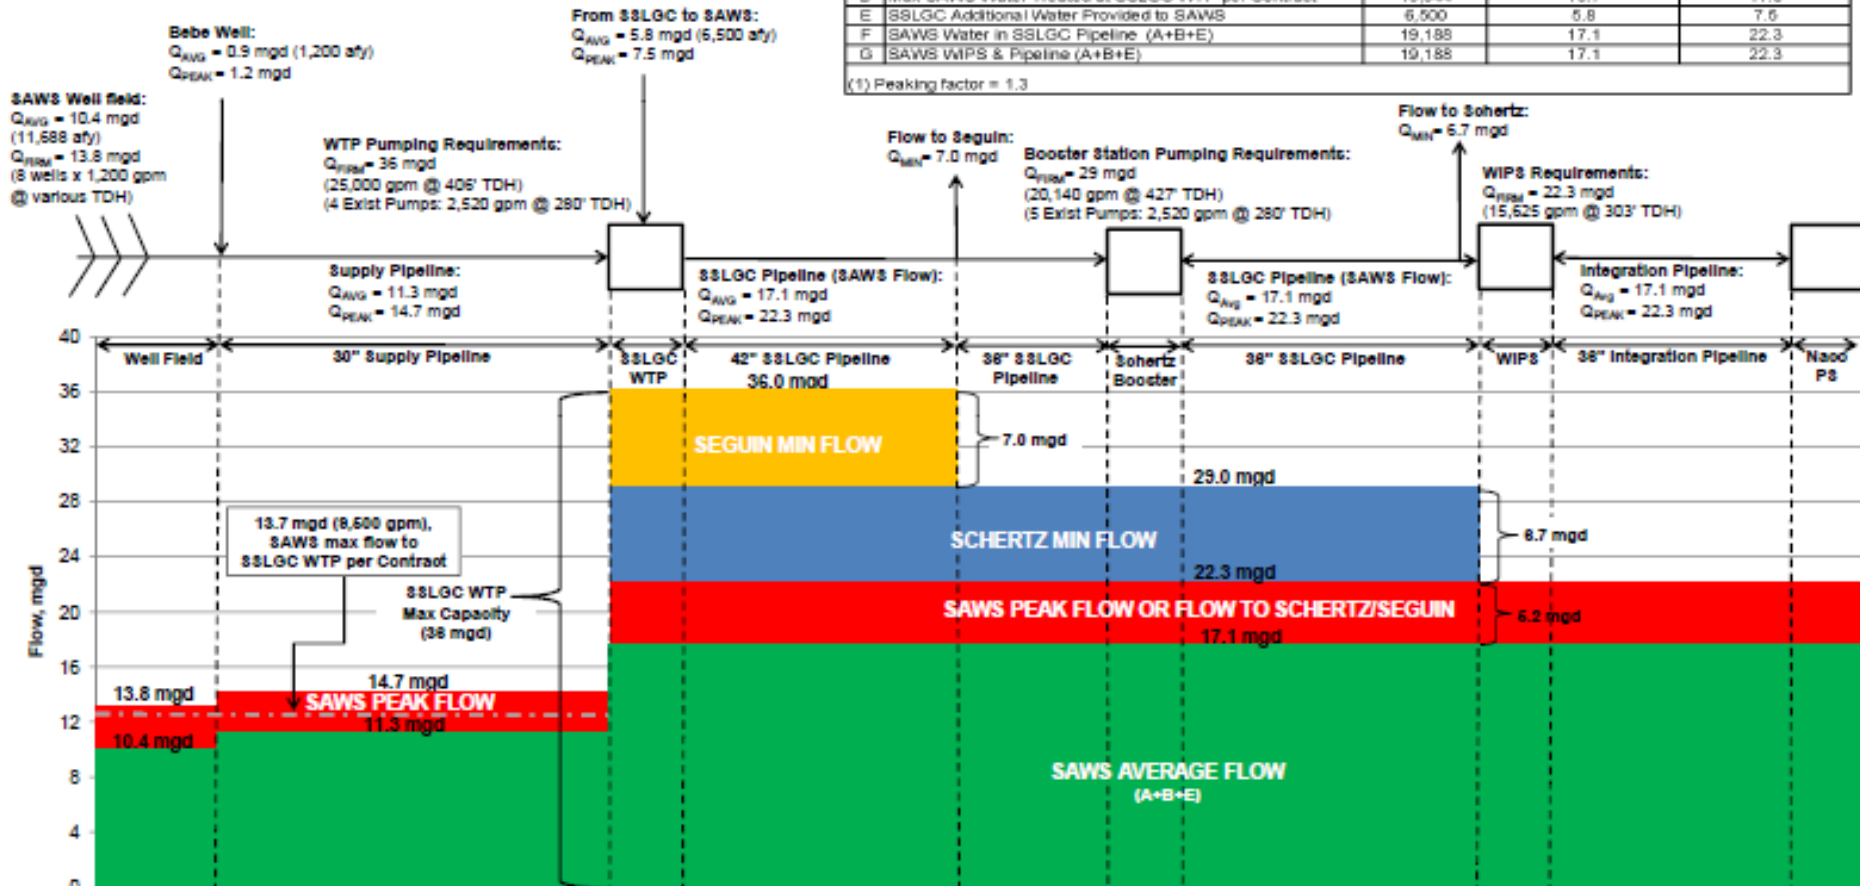 E SSLGC Additional Water Provided to SAWS 6,500 5.8 7.5
F SAWS Water in SSLGC Pipeline (A+B+E) 19,188 17.1 22.3
G SAWS WIPS & Pipeline (A+B+E) 19,188 17.1 22.3
(1) Peaking factor = 1.3
From SSLGC to SAWS:
QAVG = 5.8 mgd (6,500 afy)
QPEAK = 7.5 mgd
Bebe Well:
QAVG = 0.9 mgd (1,200 afy)
QPEAK = 1.2 mgd
SAWS Well field:
QAVG = 10.4 mgd
(11,688 afy)
QFIRM = 13.8 mgd
(8 wells x 1,200 gpm
@ various TDH)
WTP Pumping Requirements:
QFIRM = 36 mgd
(25,000 gpm @ 406' TDH)
(4 Exist Pumps: 2,520 gpm @ 280' TDH)
Flow to Seguin:
QMIN = 7.0 mgd
Booster Station Pumping Requirements:
QFIRM = 29 mgd
(20,140 gpm @ 427' TDH)
(5 Exist Pumps: 2,520 gpm @ 280' TDH)
Flow to Schertz:
QMIN = 6.7 mgd
WIPS Requirements:
QFIRM = 22.3 mgd
(15,625 gpm @ 303' TDH)
Supply Pipeline:
QAVG = 11.3 mgd
QPEAK = 14.7 mgd
SSLGC Pipeline (SAWS Flow):
QAVG = 17.1 mgd
QPEAK = 22.3 mgd
SSLGC Pipeline (SAWS Flow):
QAvg = 17.1 mgd
QPEAK = 22.3 mgd
Integration Pipeline:
QAvg = 17.1 mgd
QPEAK = 22.3 mgd
Well Field
30" Supply Pipeline
SSLGC
WTP
42" SSLGC Pipeline
36" SSLGC
Pipeline
Schertz
Booster
36" SSLGC Pipeline
WIPS
36" Integration Pipeline
Naco
PS
40
36
32
28
24
20
16
12
8
4
0
Flow, mgd
36.0 mgd
SEGUIN MIN FLOW
7.0 mgd
29.0 mgd
SCHERTZ MIN FLOW
6.7 mgd
22.3 mgd
SAWS PEAK FLOW OR FLOW TO SCHERTZ/SEGUIN
5.2 mgd
17.1 mgd
13.7 mgd (9,500 gpm),
SAWS max flow to
SSLGC WTP per Contract
SSLGC WTP
Max Capacity
(36 mgd)
13.8 mgd
14.7 mgd
SAWS PEAK FLOW
11.3 mgd
10.4 mgd
SAWS AVERAGE FLOW
(A+B+E)